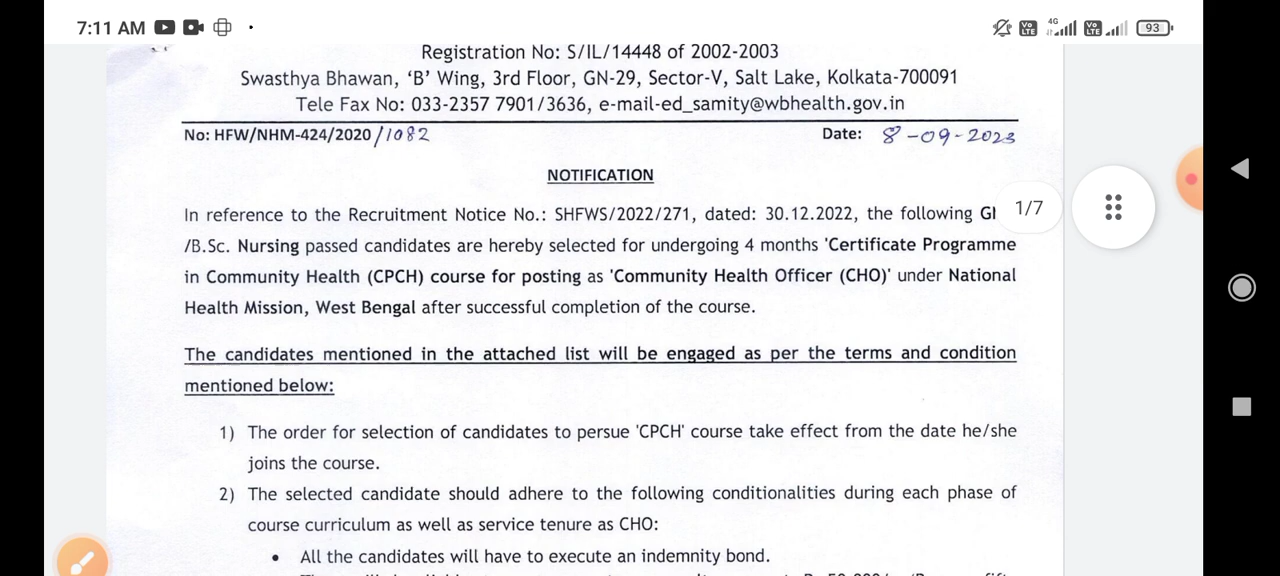 7:11 AM
4G
Vo LTE
Vo LTE
93
Registration No: S/IL/14448 of 2002-2003
Swasthya Bhawan, ‘B’ Wing, 3rd Floor, GN-29, Sector-V, Salt Lake, Kolkata-700091
Tele Fax No: 033-2357 7901/3636, e-mail-ed_samity@wbhealth.gov.in
No: HFW/NHM-424/2020/1082 Date: 8-09-2023
NOTIFICATION
In reference to the Recruitment Notice No.: SHFWS/2022/271, dated: 30.12.2022, the following
1/7
/B.Sc. Nursing passed candidates are hereby selected for undergoing 4 months 'Certificate Programme
in Community Health (CPCH) course for posting as 'Community Health Officer (CHO)' under National
Health Mission, West Bengal after successful completion of the course.
The candidates mentioned in the attached list will be engaged as per the terms and condition
mentioned below:
1) The order for selection of candidates to persue 'CPCH' course take effect from the date he/she
joins the course.
2) The selected candidate should adhere to the following conditionalities during each phase of
course curriculum as well as service tenure as CHO:
• All the candidates will have to execute an indemnity bond.